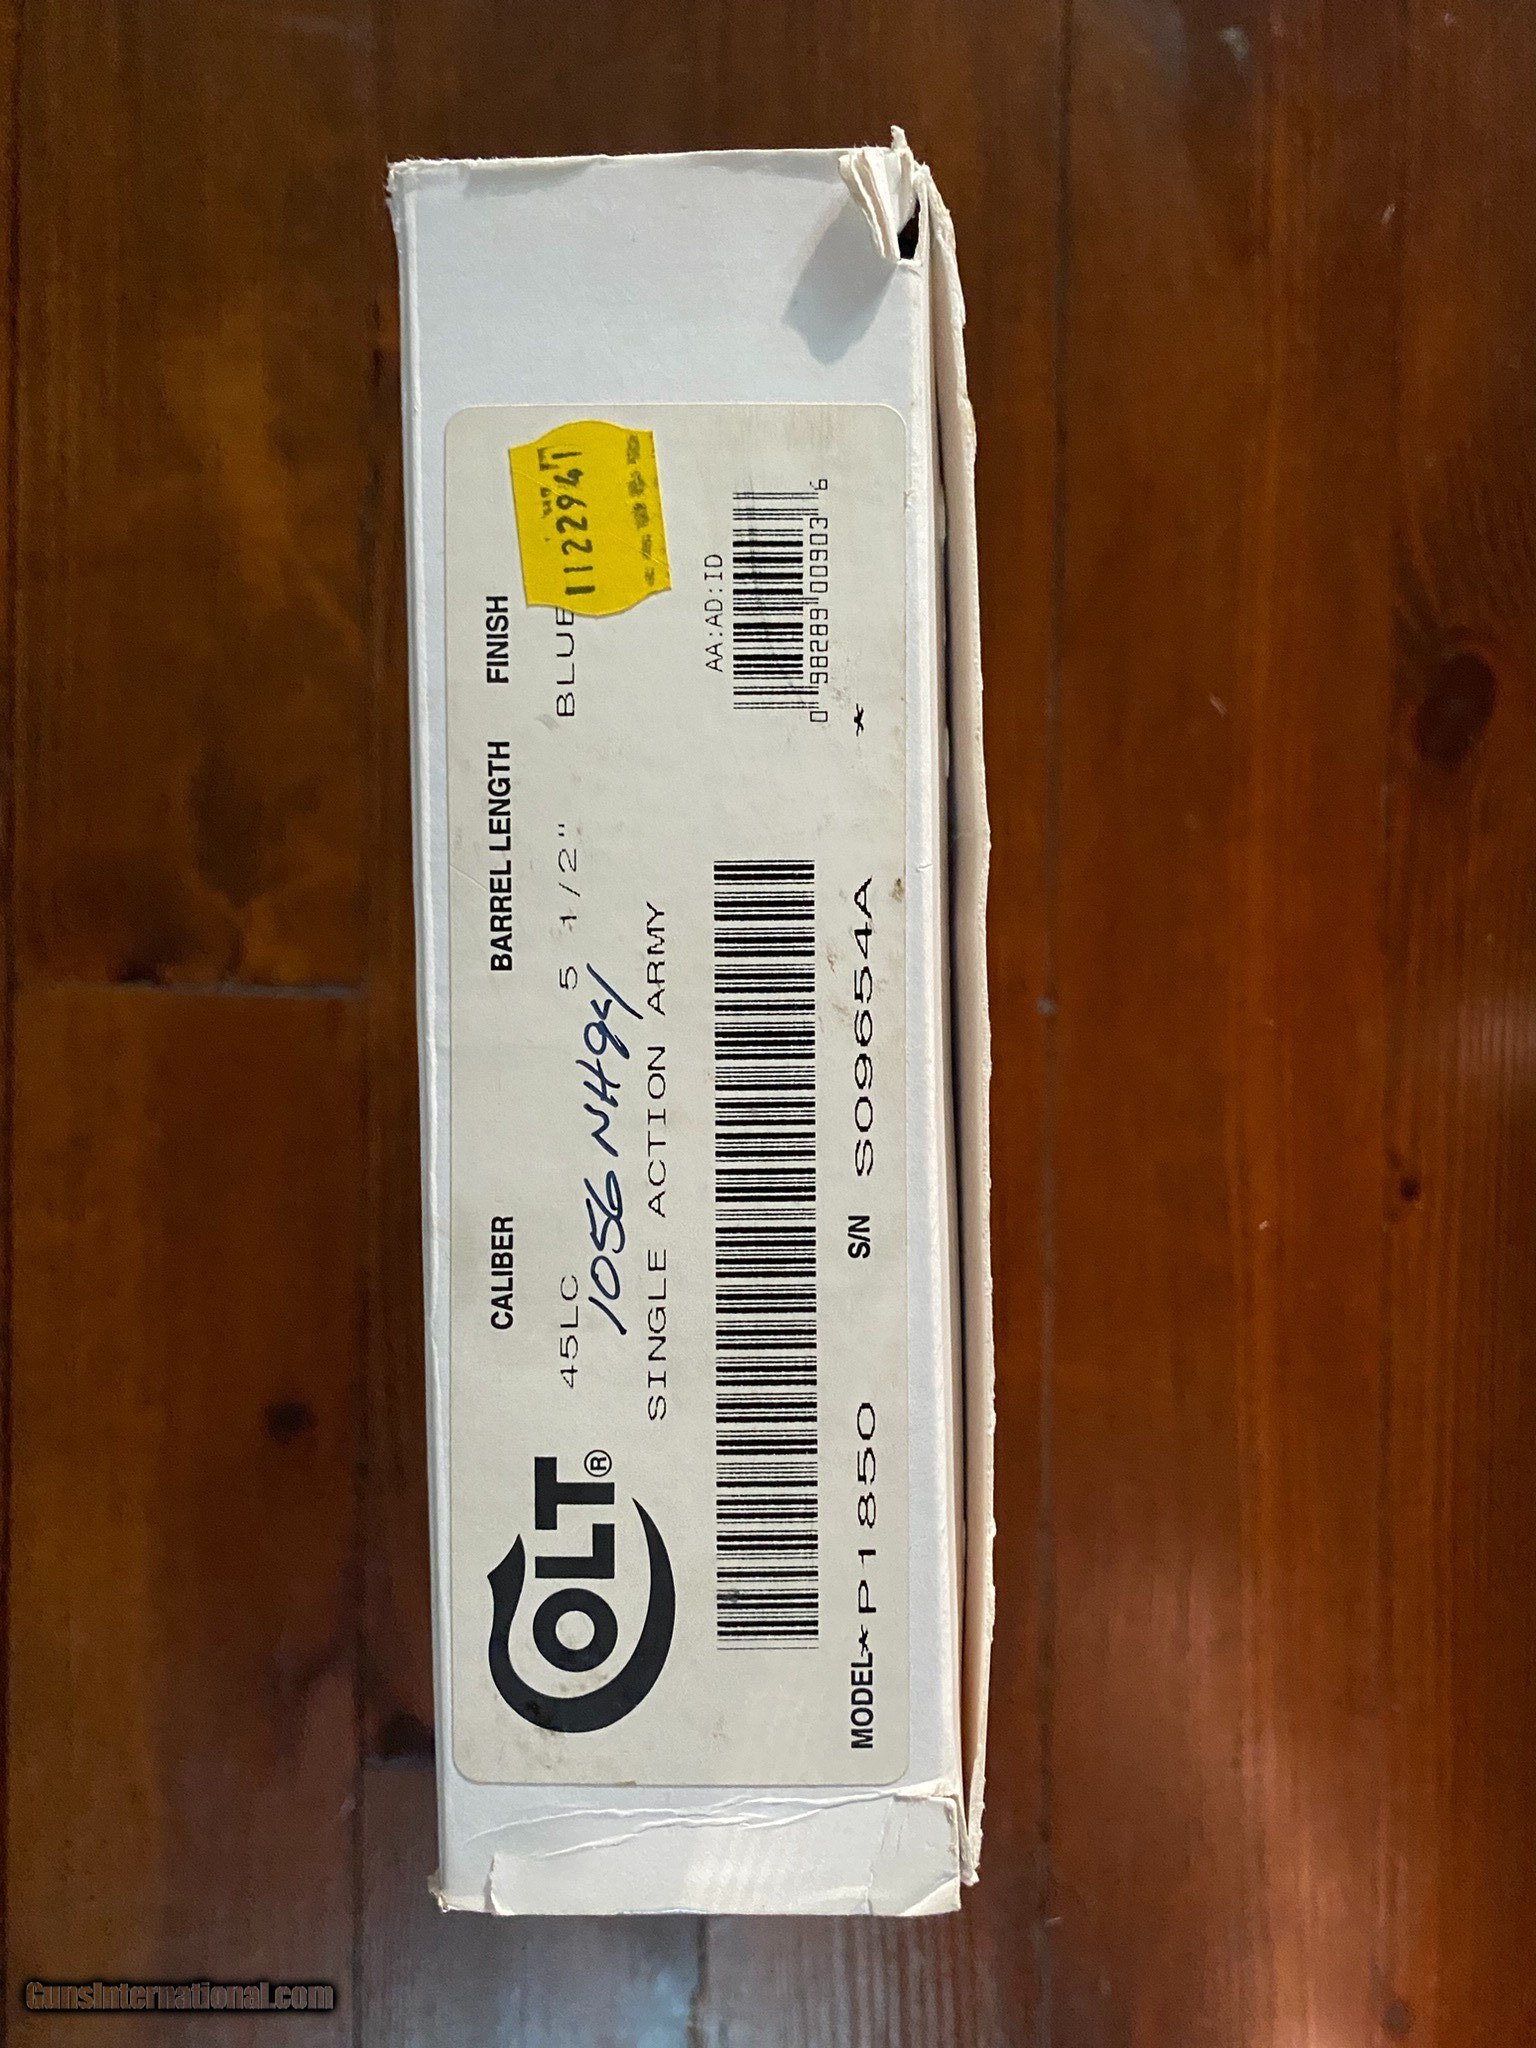 COLT®
CALIBER BARREL LENGTH FINISH
45LC 5 1/2" BLUE
1056 NH94
SINGLE ACTION ARMY
112294
AA:AD:ID
0 98289 00903 6
MODEL*P1850 S/N S09654A *
GunsInternational.com